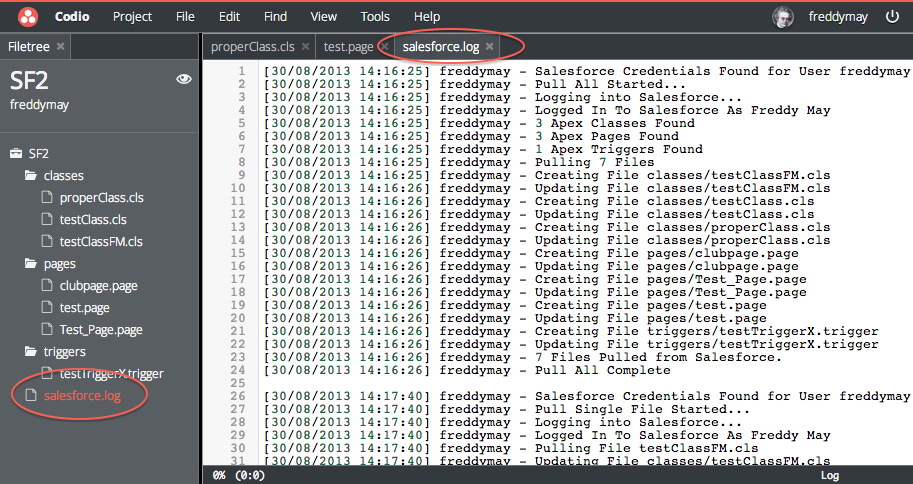 Codio Project File Edit Find View Tools Help freddymay
Filetree
SF2
freddymay
SF2
classes
properClass.cls
testClass.cls
testClassFM.cls
pages
clubpage.page
test.page
Test_Page.page
triggers
testTriggerX.trigger
salesforce.log
properClass.cls test.page salesforce.log
1 [30/08/2013 14:16:25] freddymay - Salesforce Credentials Found for User freddymay
2 [30/08/2013 14:16:25] freddymay - Pull All Started...
3 [30/08/2013 14:16:25] freddymay - Logging into Salesforce...
4 [30/08/2013 14:16:25] freddymay - Logged In To Salesforce As Freddy May
5 [30/08/2013 14:16:25] freddymay - 3 Apex Classes Found
6 [30/08/2013 14:16:25] freddymay - 3 Apex Pages Found
7 [30/08/2013 14:16:25] freddymay - 1 Apex Triggers Found
8 [30/08/2013 14:16:25] freddymay - Pulling 7 Files
9 [30/08/2013 14:16:25] freddymay - Creating File classes/testClassFM.cls
10 [30/08/2013 14:16:26] freddymay - Updating File classes/testClassFM.cls
11 [30/08/2013 14:16:26] freddymay - Creating File classes/testClass.cls
12 [30/08/2013 14:16:26] freddymay - Updating File classes/testClass.cls
13 [30/08/2013 14:16:26] freddymay - Creating File classes/properClass.cls
14 [30/08/2013 14:16:26] freddymay - Updating File classes/properClass.cls
15 [30/08/2013 14:16:26] freddymay - Creating File pages/clubpage.page
16 [30/08/2013 14:16:26] freddymay - Updating File pages/clubpage.page
17 [30/08/2013 14:16:26] freddymay - Creating File pages/Test_Page.page
18 [30/08/2013 14:16:26] freddymay - Updating File pages/Test_Page.page
19 [30/08/2013 14:16:26] freddymay - Creating File pages/test.page
20 [30/08/2013 14:16:26] freddymay - Updating File pages/test.page
21 [30/08/2013 14:16:26] freddymay - Creating File triggers/testTriggerX.trigger
22 [30/08/2013 14:16:26] freddymay - Updating File triggers/testTriggerX.trigger
23 [30/08/2013 14:16:26] freddymay - 7 Files Pulled from Salesforce.
24 [30/08/2013 14:16:26] freddymay - Pull All Complete
25
26 [30/08/2013 14:17:40] freddymay - Salesforce Credentials Found for User freddymay
27 [30/08/2013 14:17:40] freddymay - Pull Single File Started...
28 [30/08/2013 14:17:40] freddymay - Logging into Salesforce...
29 [30/08/2013 14:17:40] freddymay - Logged In To Salesforce As Freddy May
30 [30/08/2013 14:17:40] freddymay - Pulling File testClassFM.cls
31 [30/08/2013 14:17:40] freddymay - Updating File classes/testClassFM.cls
0% (0:0) Log